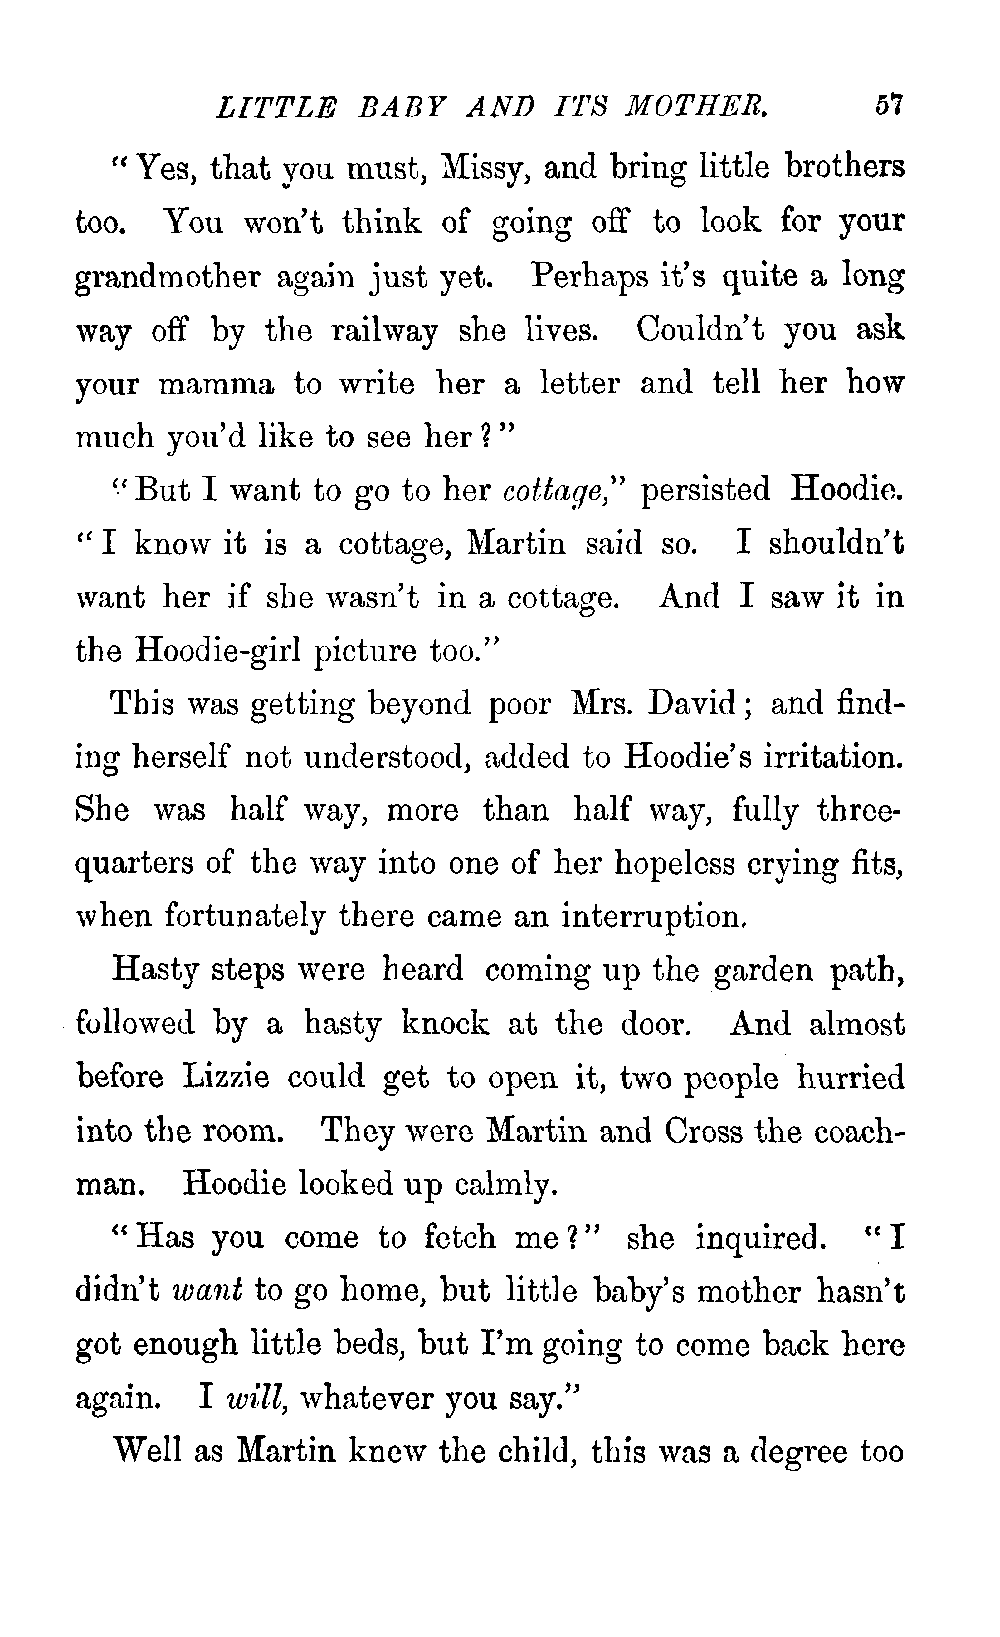 LITTLE BABY AND ITS MOTHER. 57
"Yes, that you must, Missy, and bring little brothers
too. You won't think of going off to look for your
grandmother again just yet. Perhaps it's quite a long
way off by the railway she lives. Couldn't you ask
your mamma to write her a letter and tell her how
much you'd like to see her?"
"But I want to go to her cottage," persisted Hoodie.
"I know it is a cottage, Martin said so. I shouldn't
want her if she wasn't in a cottage. And I saw it in
the Hoodie-girl picture too."
This was getting beyond poor Mrs. David; and find-
ing herself not understood, added to Hoodie's irritation.
She was half way, more than half way, fully three-
quarters of the way into one of her hopeless crying fits,
when fortunately there came an interruption.
Hasty steps were heard coming up the garden path,
followed by a hasty knock at the door. And almost
before Lizzie could get to open it, two people hurried
into the room. They were Martin and Cross the coach-
man. Hoodie looked up calmly.
"Has you come to fetch me?" she inquired. "I
didn't want to go home, but little baby's mother hasn't
got enough little beds, but I'm going to come back here
again. I will, whatever you say."
Well as Martin knew the child, this was a degree too